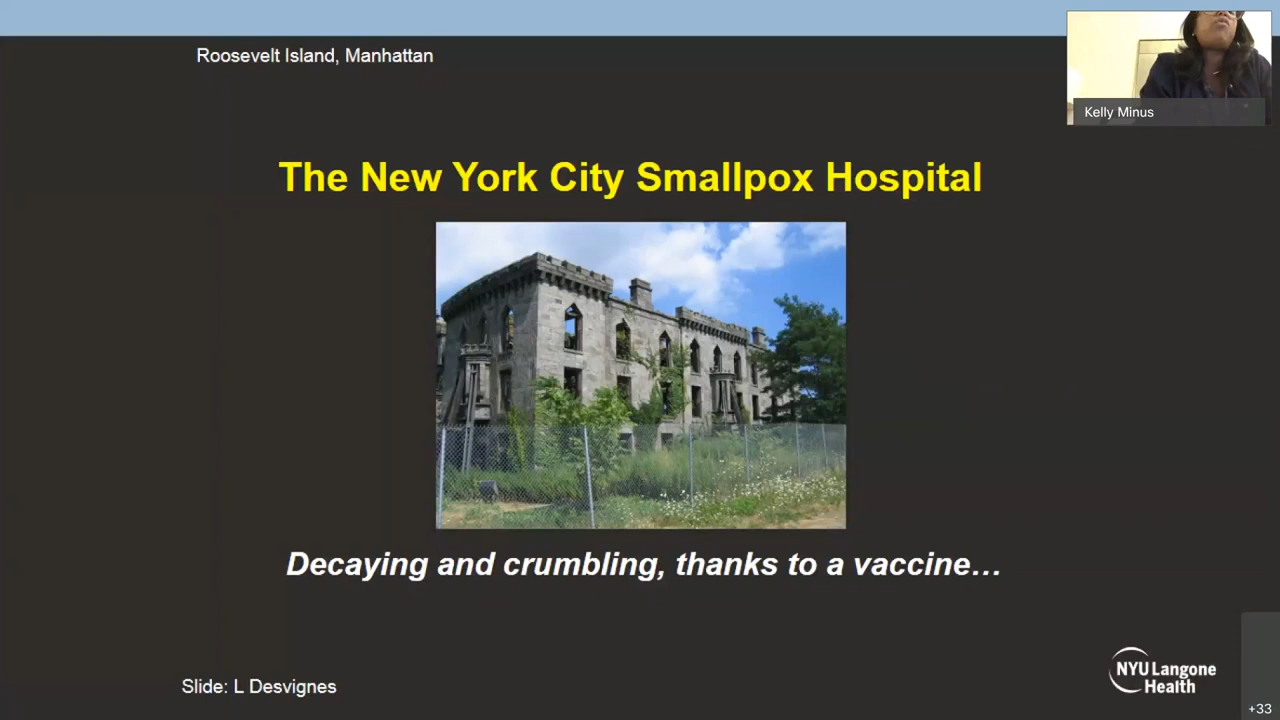 Roosevelt Island, Manhattan
Kelly Minus
The New York City Smallpox Hospital
Decaying and crumbling, thanks to a vaccine…
Slide: L Desvignes
NYU Langone
Health
+33